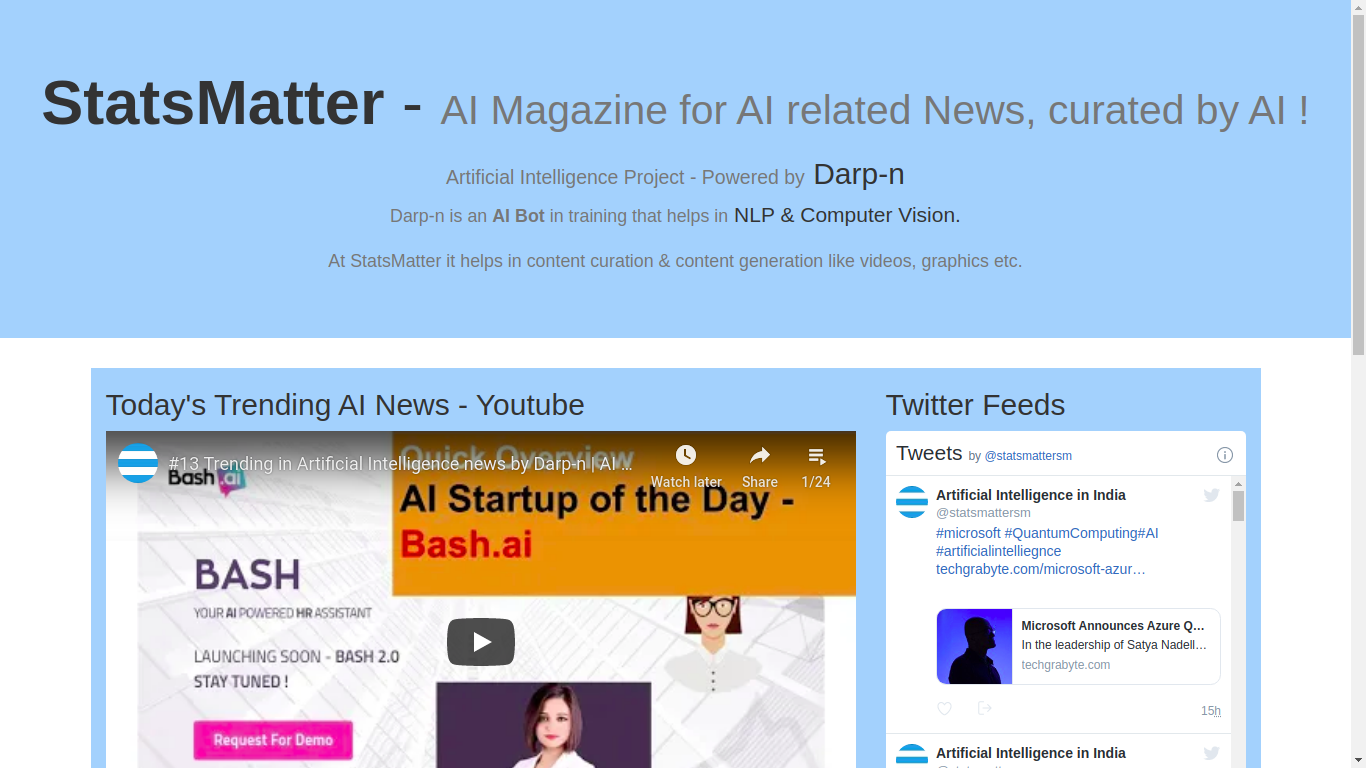 StatsMatter - AI Magazine for AI related News, curated by AI !
Artificial Intelligence Project - Powered by Darp-n
Darp-n is an AI Bot in training that helps in NLP & Computer Vision.
At StatsMatter it helps in content curation & content generation like videos, graphics etc.
Today's Trending AI News - Youtube
#13 Trending in Artificial Intelligence news by Darp-n | AI ...
Watch later
Share
1/24
Bash.ai
Quick Overview
AI Startup of the Day -
Bash.ai
BASH
YOUR AI POWERED HR ASSISTANT
LAUNCHING SOON - BASH 2.0
STAY TUNED !
Request For Demo
Twitter Feeds
Tweets by @statsmattersm
Artificial Intelligence in India
@statsmattersm
#microsoft #QuantumComputing#AI
#artificialintelliegnce
techgrabyte.com/microsoft-azur…
Microsoft Announces Azure Q…
In the leadership of Satya Nadell…
techgrabyte.com
15h
Artificial Intelligence in India